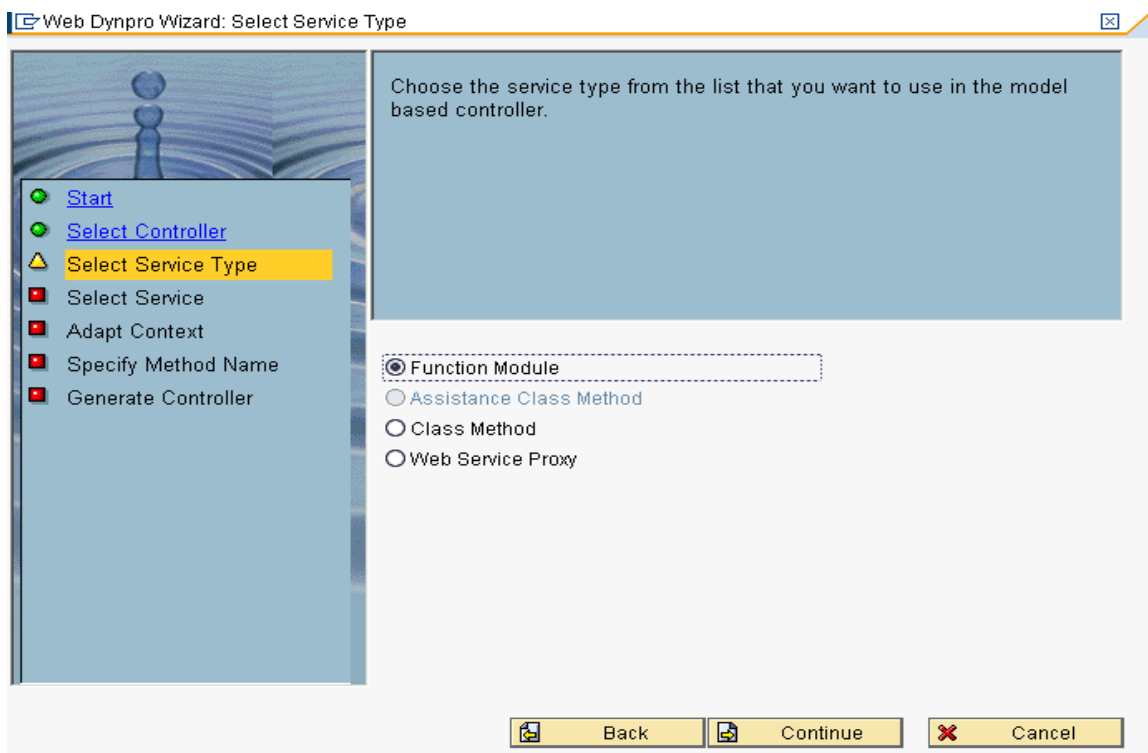 Web Dynpro Wizard: Select Service Type
Choose the service type from the list that you want to use in the model
based controller.
Start
Select Controller
Select Service Type
Select Service
Adapt Context
Specify Method Name
Generate Controller
Function Module
Assistance Class Method
Class Method
Web Service Proxy
Back
Continue
Cancel